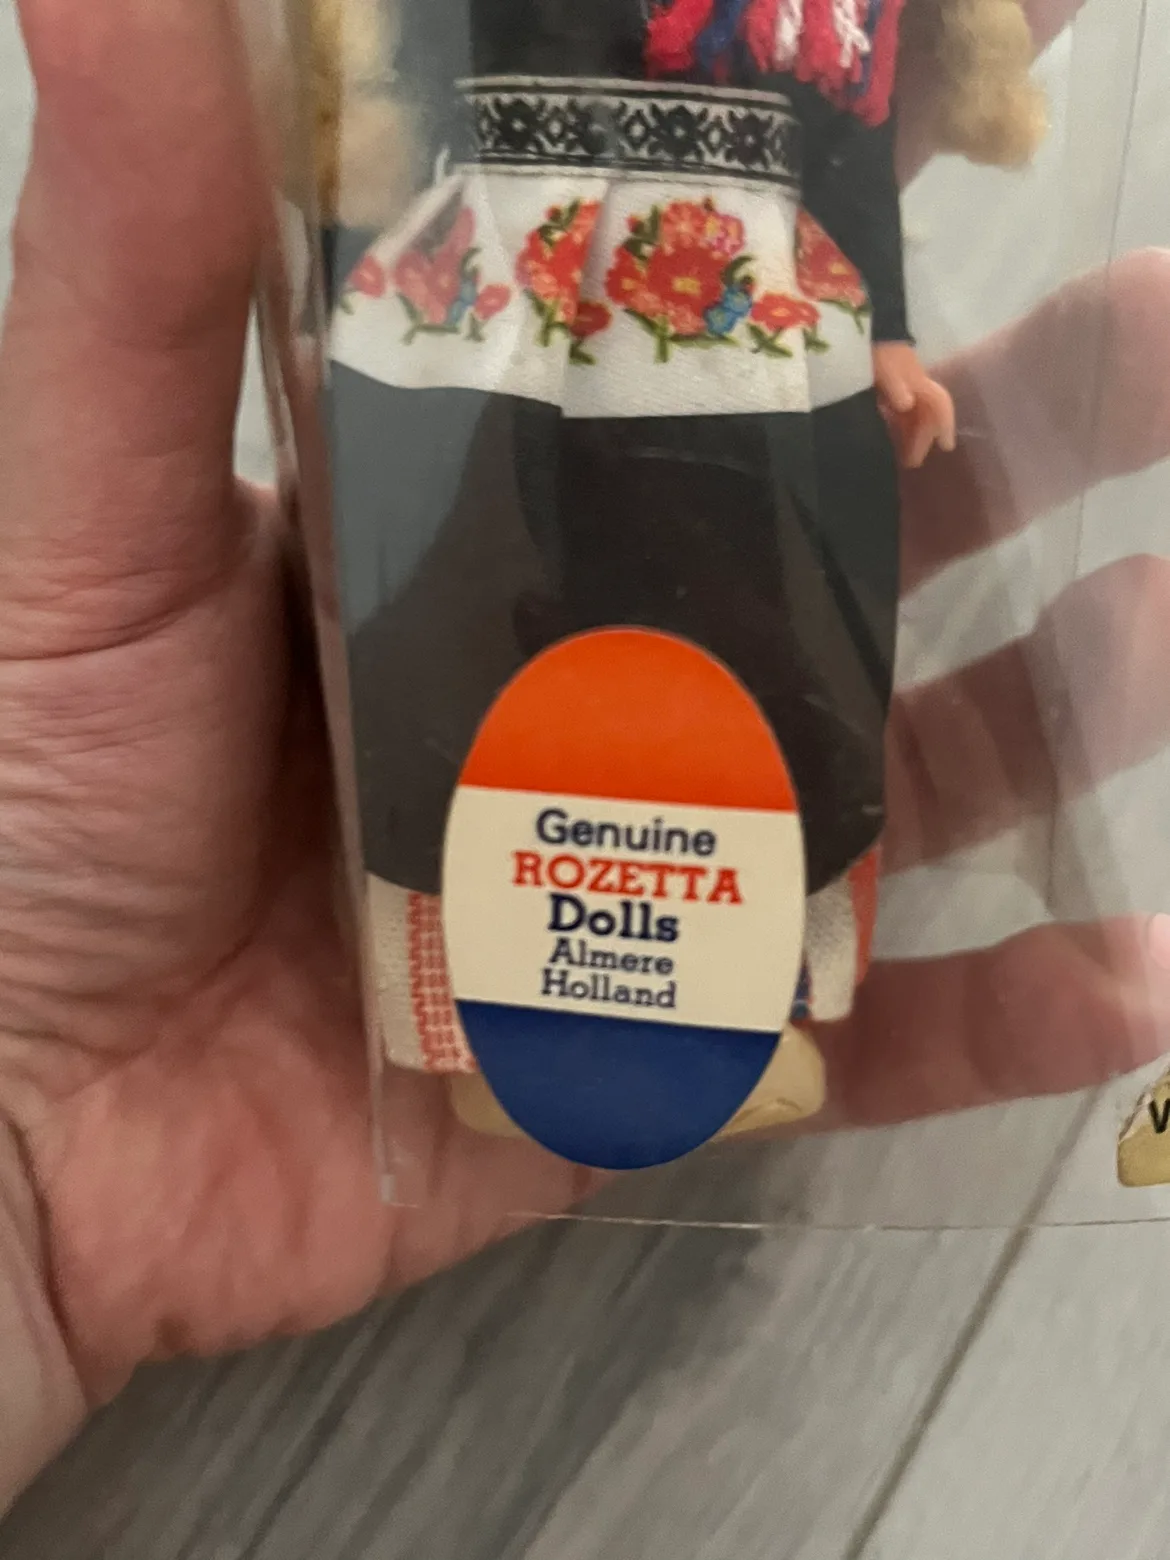 Genuine
ROZETTA
Dolls
Almere
Holland